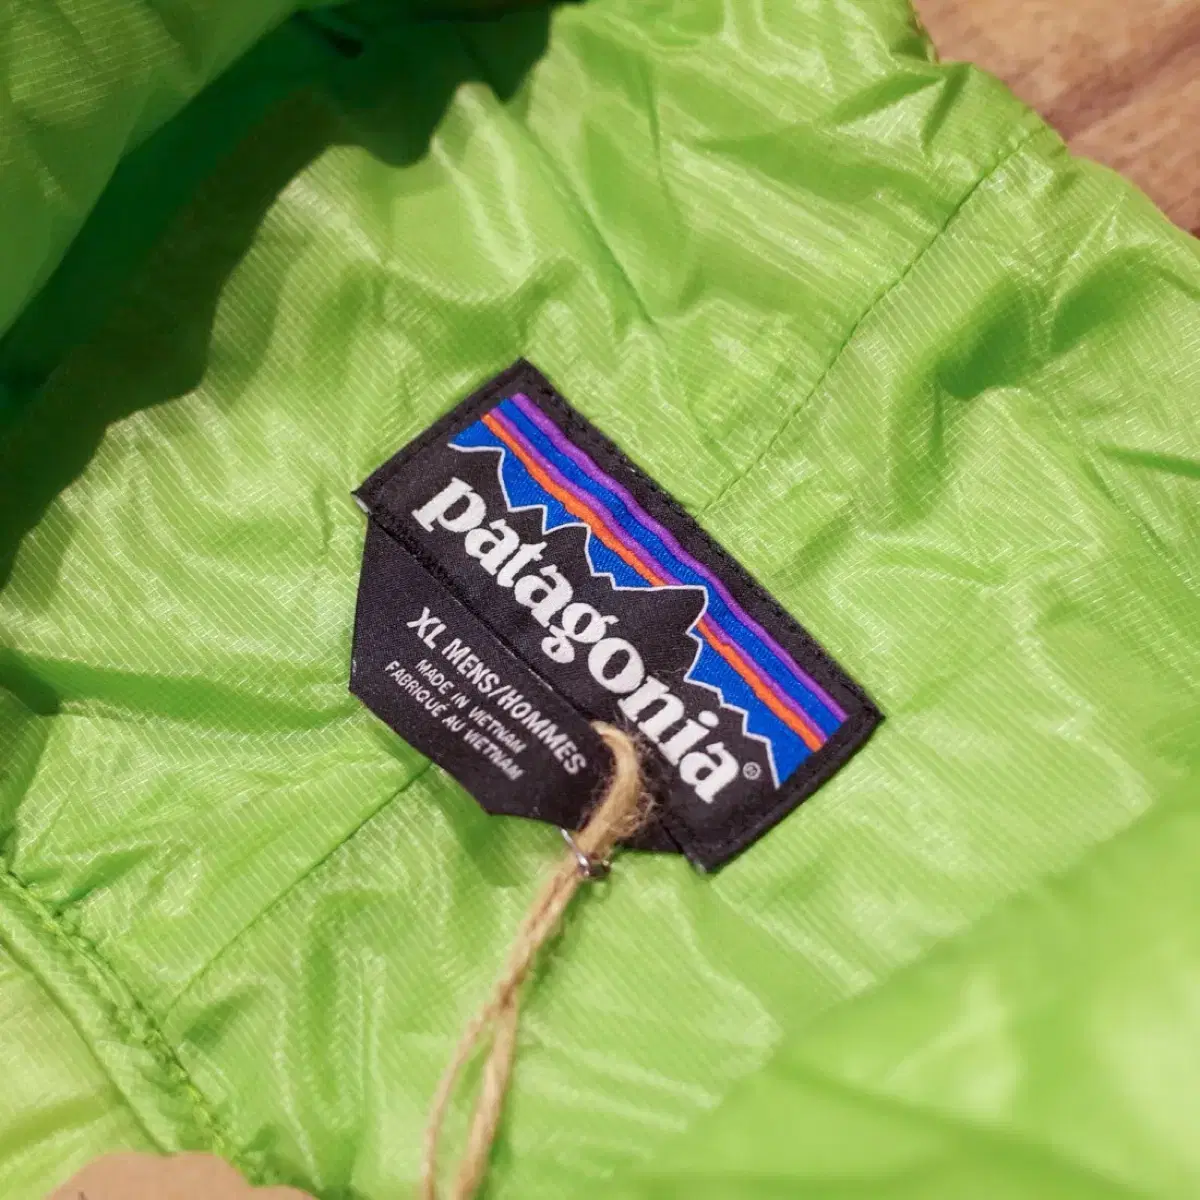 patagonia®
XL MENS/HOMMES
MADE IN VIETNAM
FABRIQUÉ AU VIETNAM